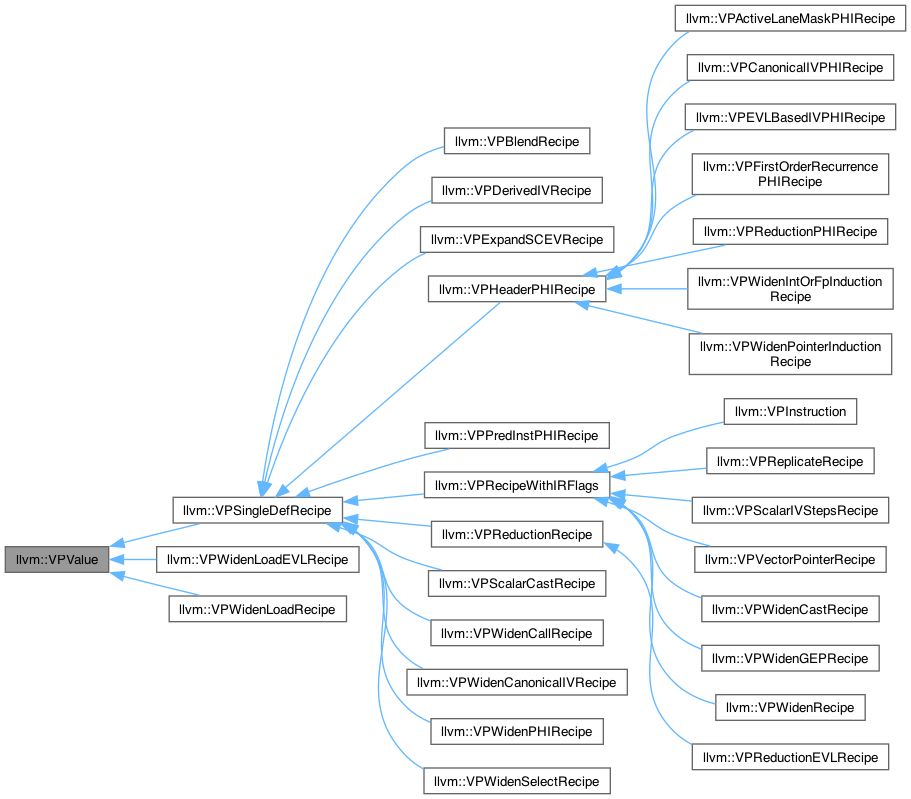 llvm::VPActiveLaneMaskPHIRecipe
llvm::VPCanonicalIVPHIRecipe
llvm::VPEVLBasedIVPHIRecipe
llvm::VPBlendRecipe
llvm::VPFirstOrderRecurrence
PHIRecipe
llvm::VPDerivedIVRecipe
llvm::VPReductionPHIRecipe
llvm::VPExpandSCEVRecipe
llvm::VPHeaderPHIRecipe
llvm::VPWidenIntOrFpInduction
Recipe
llvm::VPWidenPointerInduction
Recipe
llvm::VPInstruction
llvm::VPPredInstPHIRecipe
llvm::VPReplicateRecipe
llvm::VPRecipeWithIRFlags
llvm::VPSingleDefRecipe
llvm::VPScalarIVStepsRecipe
llvm::VPReductionRecipe
llvm::VPValue
llvm::VPWidenLoadEVLRecipe
llvm::VPVectorPointerRecipe
llvm::VPScalarCastRecipe
llvm::VPWidenLoadRecipe
llvm::VPWidenCastRecipe
llvm::VPWidenCallRecipe
llvm::VPWidenGEPRecipe
llvm::VPWidenCanonicalIVRecipe
llvm::VPWidenRecipe
llvm::VPWidenPHIRecipe
llvm::VPReductionEVLRecipe
llvm::VPWidenSelectRecipe